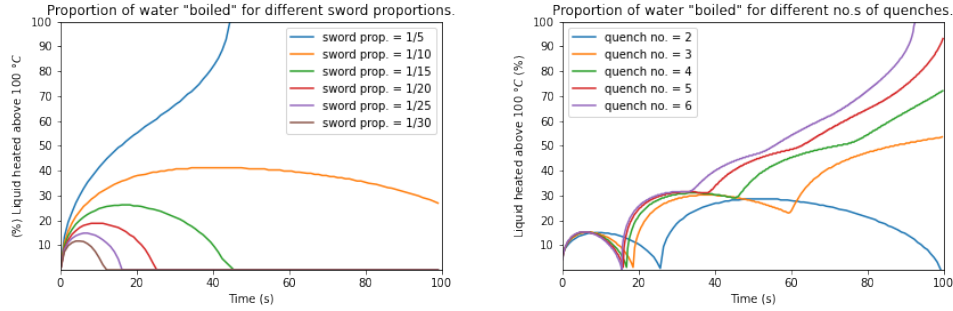 Proportion of water "boiled" for different sword proportions.
(%) Liquid heated above 100 °C
100
90
80
70
60
50
40
30
20
10
sword prop. = 1/5
sword prop. = 1/10
sword prop. = 1/15
sword prop. = 1/20
sword prop. = 1/25
sword prop. = 1/30
0 20 40 60 80 100
Time (s)
Proportion of water "boiled" for different no.s of quenches.
Liquid heated above 100 °C (%)
100
90
80
70
60
50
40
30
20
10
quench no. = 2
quench no. = 3
quench no. = 4
quench no. = 5
quench no. = 6
0 20 40 60 80 100
Time (s)